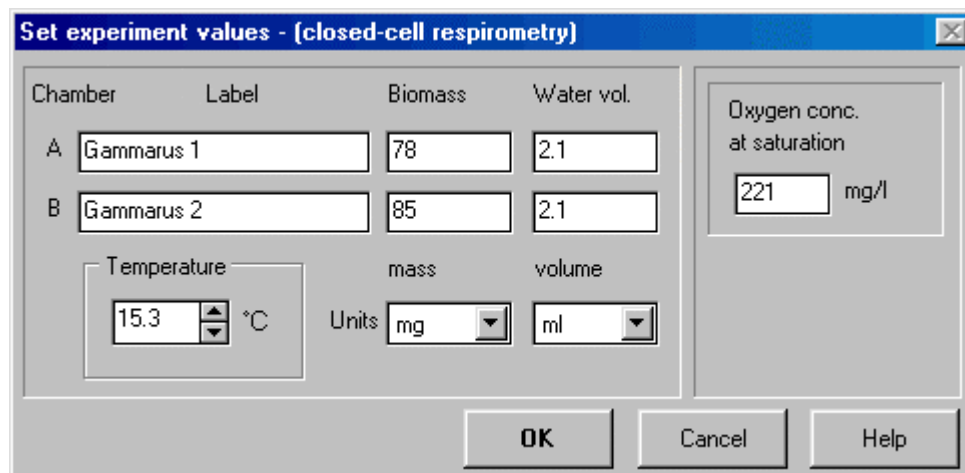 Set experiment values - (closed-cell respirometry)
Chamber Label Biomass Water vol.
A Gammarus 1 78 2.1
B Gammarus 2 85 2.1
Temperature
15.3 °C
mass volume
Units mg ml
Oxygen conc.
at saturation
221 mg/l
OK Cancel Help